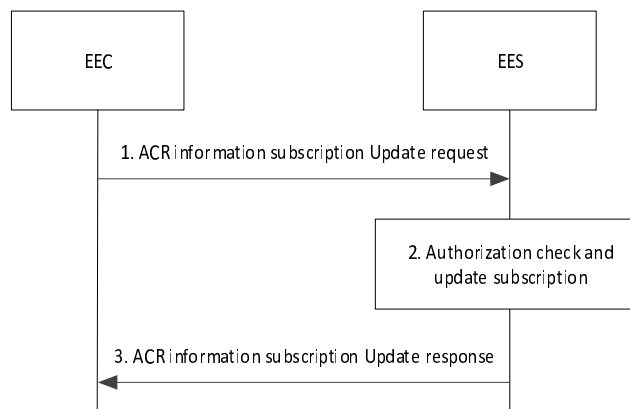 EEC
EES
1. ACR information subscription Update request
2. Authorization check and
update subscription
3. ACR information subscription Update response